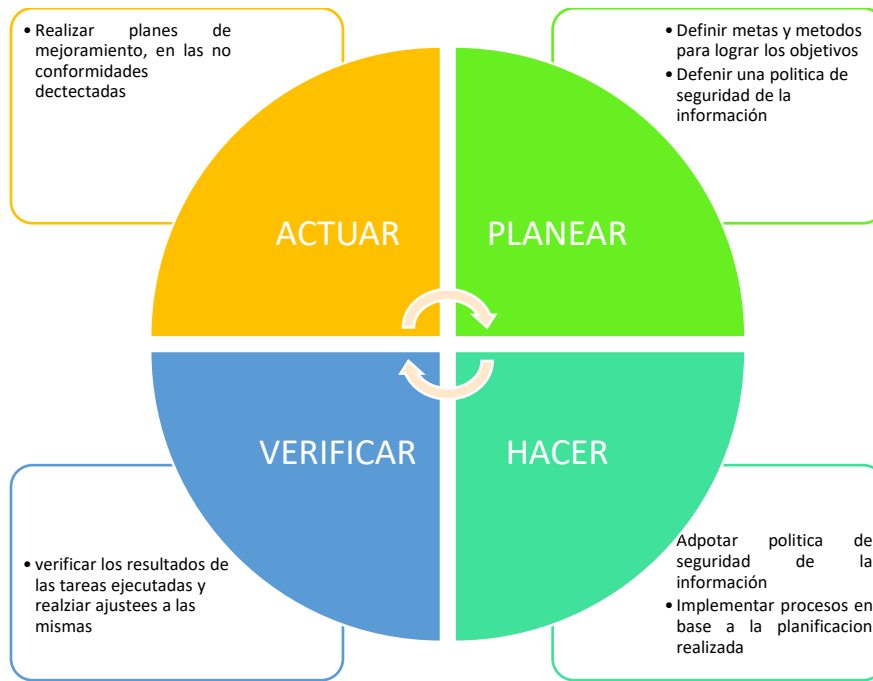 • Realizar planes de
mejoramiento, en las no
conformidades
dectectadas
• Definir metas y metodos
para lograr los objetivos
• Defenir una politica de
seguridad de la
información
ACTUAR
PLANEAR
VERIFICAR
HACER
• verificar los resultados de
las tareas ejecutadas y
realziar ajustees a las
mismas
Adpotar politica de
seguridad de la
información
• Implementar procesos en
base a la planificacion
realizada